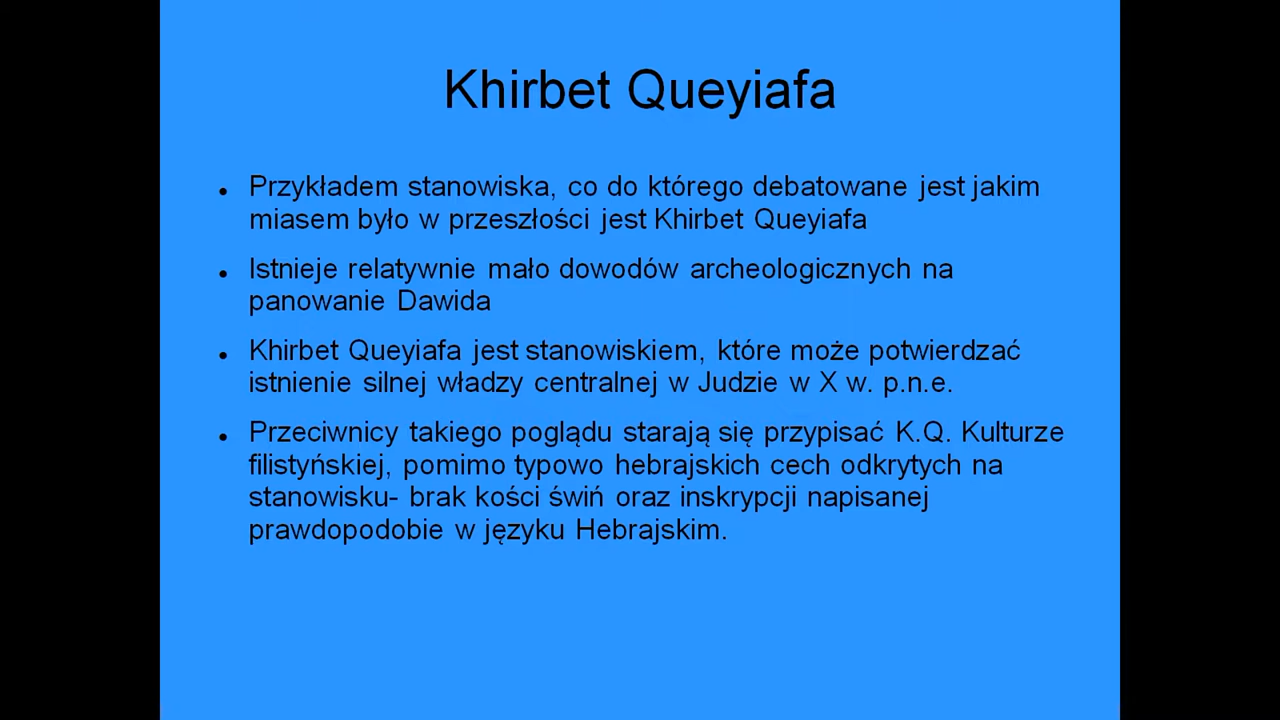 Khirbet Queyiafa
• Przykładem stanowiska, co do którego debatowane jest jakim
miasem było w przeszłości jest Khirbet Queyiafa
• Istnieje relatywnie mało dowodów archeologicznych na
panowanie Dawida
• Khirbet Queyiafa jest stanowiskiem, które może potwierdzać
istnienie silnej władzy centralnej w Judzie w X w. p.n.e.
• Przeciwnicy takiego poglądu starają się przypisać K.Q. Kulturze
filistyńskiej, pomimo typowo hebrajskich cech odkrytych na
stanowisku- brak kości świń oraz inskrypcji napisanej
prawdopodobie w języku Hebrajskim.